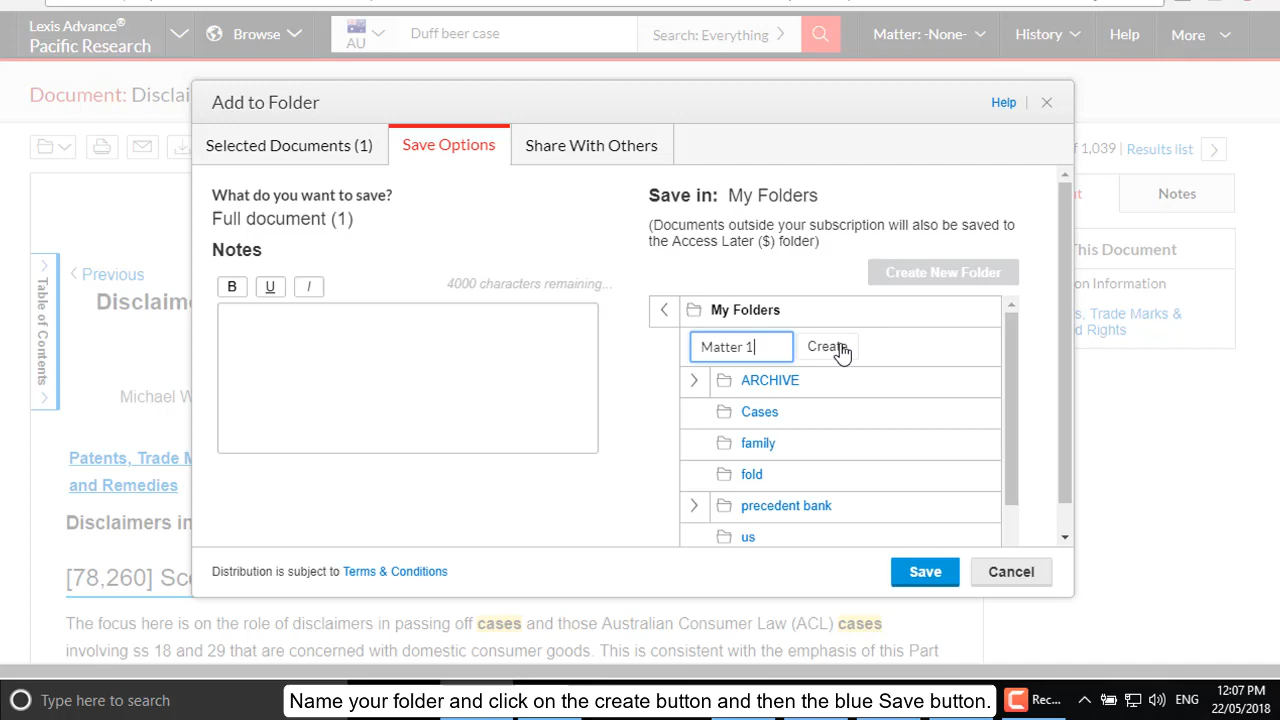 Lexis Advance®
Pacific Research
Browse
AU
Duff beer case
Search: Everything
Matter: -None-
History
Help
More
Document: Disclai
Add to Folder
Help
Selected Documents (1)
Save Options
Share With Others
of 1,039 | Results list
What do you want to save?
Full document (1)
Notes
B U I
4000 characters remaining...
Save in: My Folders
(Documents outside your subscription will also be saved to
the Access Later ($) folder)
Create New Folder
My Folders
Matter 1
Create
ARCHIVE
Cases
family
fold
precedent bank
us
Distribution is subject to Terms & Conditions
Save
Cancel
Notes
This Document
Information
s, Trade Marks &
d Rights
Table of Contents
Previous
Disclaime
Michael W
Patents, Trade M
and Remedies
Disclaimers in
[78,260] Sc
The focus here is on the role of disclaimers in passing off cases and those Australian Consumer Law (ACL) cases
involving ss 18 and 29 that are concerned with domestic consumer goods. This is consistent with the emphasis of this Part
Type here to search
Name your folder and click on the create button and then the blue Save button.
Rec...
ENG
12:07 PM
22/05/2018